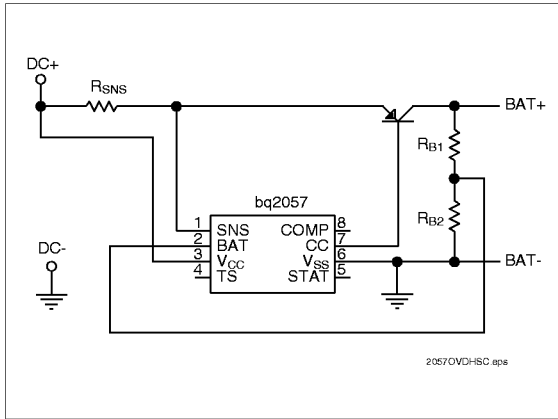 DC+
RSNS
BAT+
RB1
bq2057
RB2
1 SNS COMP 8
2 BAT CC 7
3 VCC VSS 6
4 TS STAT 5
DC-
BAT-
2057OVDHSC.eps